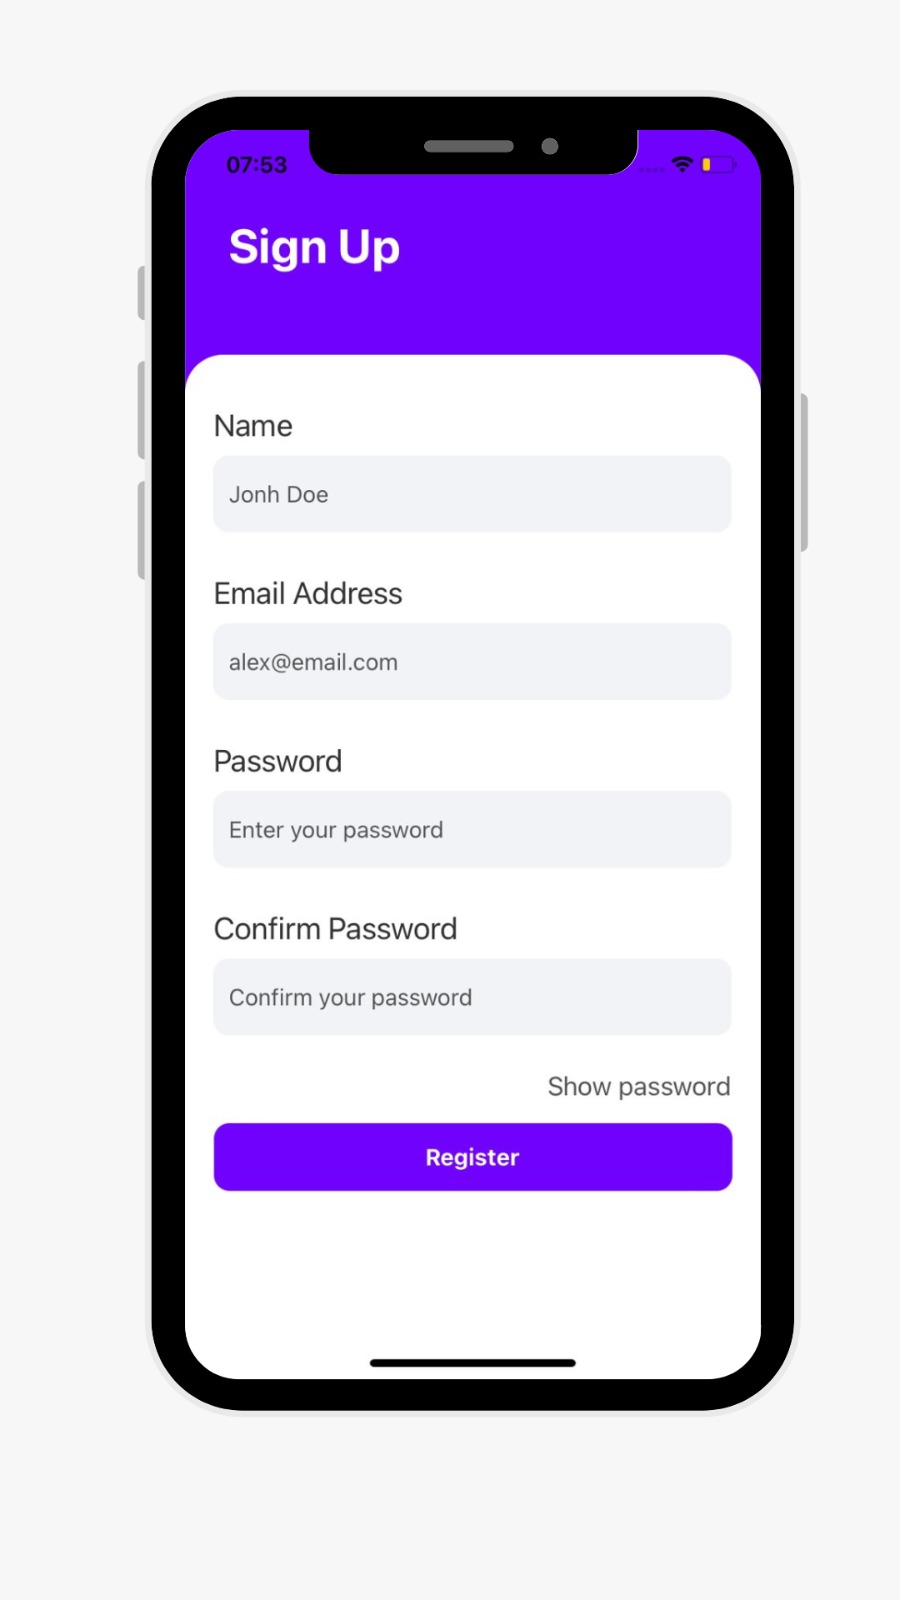 07:53
Sign Up
Name
Jonh Doe
Email Address
alex@email.com
Password
Enter your password
Confirm Password
Confirm your password
Show password
Register